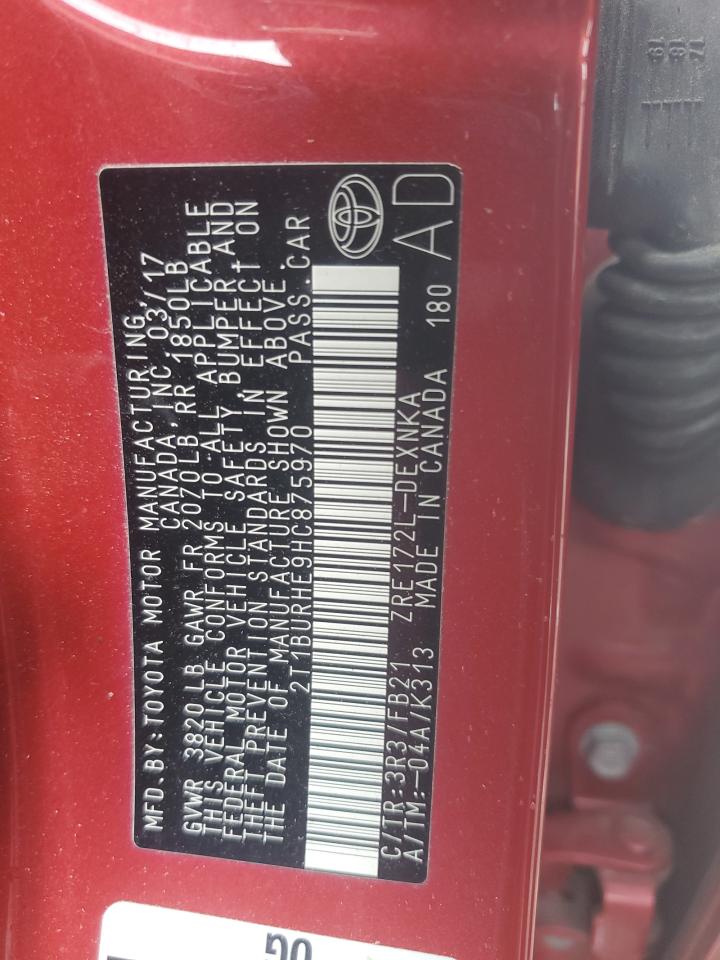 MFD.BY:TOYOTA MOTOR MANUFACTURING,
CANADA,INC 03/17
GVWR 3820 LB GAWR FR 2070LB RR 1850LB
THIS VEHICLE CONFORMS TO ALL APPLICABLE
FEDERAL MOTOR VEHICLE SAFETY BUMPER AND
THEFT PREVENTION STANDARDS IN EFFECT ON
THE DATE OF MANUFACTURE SHOWN ABOVE.
2T1BURHE9HC875970 PASS.CAR
C/TR:3R3/FB21 ZRE172L-DEXNKA
A/TM:-04A/K313 MADE IN CANADA 180 AD